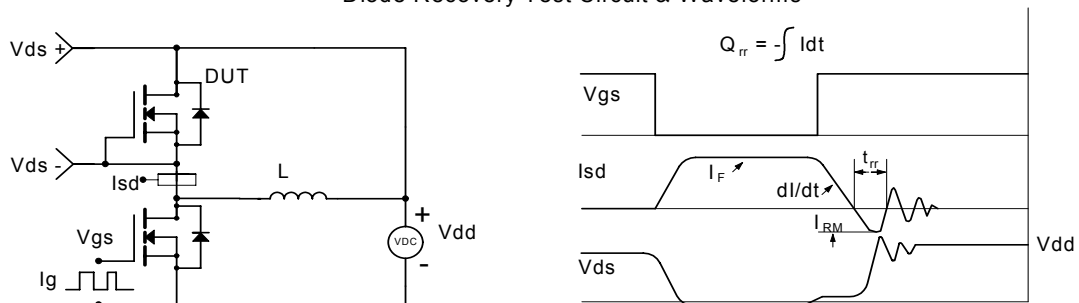 Diode Recovery Test Circuit & Waveforms
Vds +
DUT
Vds -
Isd
L
Vgs
Ig
+
VDC
-
Vdd
Q rr = -∫ Idt
Vgs
Isd
I F
dI/dt
t rr
I RM
Vdd
Vds